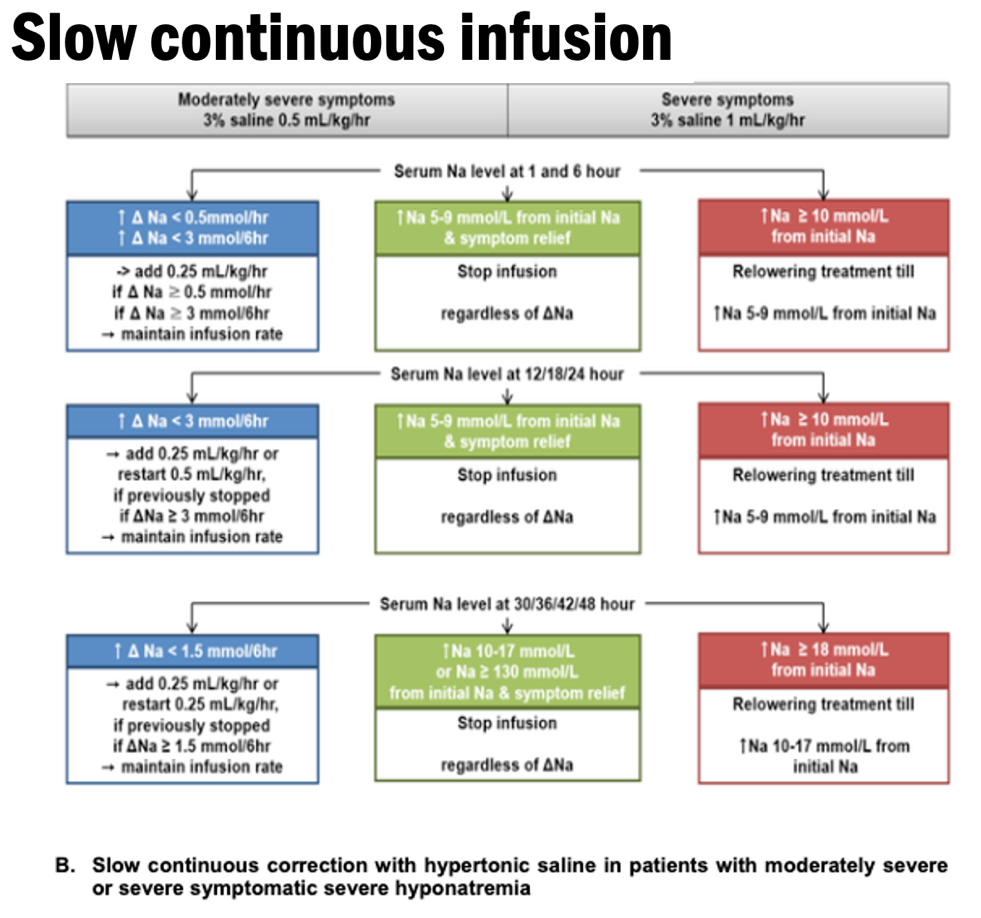 Slow continuous infusion
Moderately severe symptoms
3% saline 0.5 mL/kg/hr
Severe symptoms
3% saline 1 mL/kg/hr
Serum Na level at 1 and 6 hour
↑ Δ Na < 0.5mmol/hr
↑ Δ Na < 3 mmol/6hr
-> add 0.25 mL/kg/hr
if Δ Na ≥ 0.5 mmol/hr
if Δ Na ≥ 3 mmol/6hr
→ maintain infusion rate
↑Na 5-9 mmol/L from initial Na
& symptom relief
Stop infusion
regardless of ΔNa
↑Na ≥ 10 mmol/L
from initial Na
Relowering treatment till
↑Na 5-9 mmol/L from initial Na
Serum Na level at 12/18/24 hour
↑ Δ Na < 3 mmol/6hr
→ add 0.25 mL/kg/hr or
restart 0.5 mL/kg/hr,
if previously stopped
if ΔNa ≥ 3 mmol/6hr
→ maintain infusion rate
↑Na 5-9 mmol/L from initial Na
& symptom relief
Stop infusion
regardless of ΔNa
↑Na ≥ 10 mmol/L
from initial Na
Relowering treatment till
↑Na 5-9 mmol/L from initial Na
Serum Na level at 30/36/42/48 hour
↑ Δ Na < 1.5 mmol/6hr
→ add 0.25 mL/kg/hr or
restart 0.25 mL/kg/hr,
if previously stopped
if ΔNa ≥ 1.5 mmol/6hr
→ maintain infusion rate
↑Na 10-17 mmol/L
or Na ≥ 130 mmol/L
from initial Na & symptom relief
Stop infusion
regardless of ΔNa
↑Na ≥ 18 mmol/L
from initial Na
Relowering treatment till
↑Na 10-17 mmol/L from
initial Na
B. Slow continuous correction with hypertonic saline in patients with moderately severe
or severe symptomatic severe hyponatremia